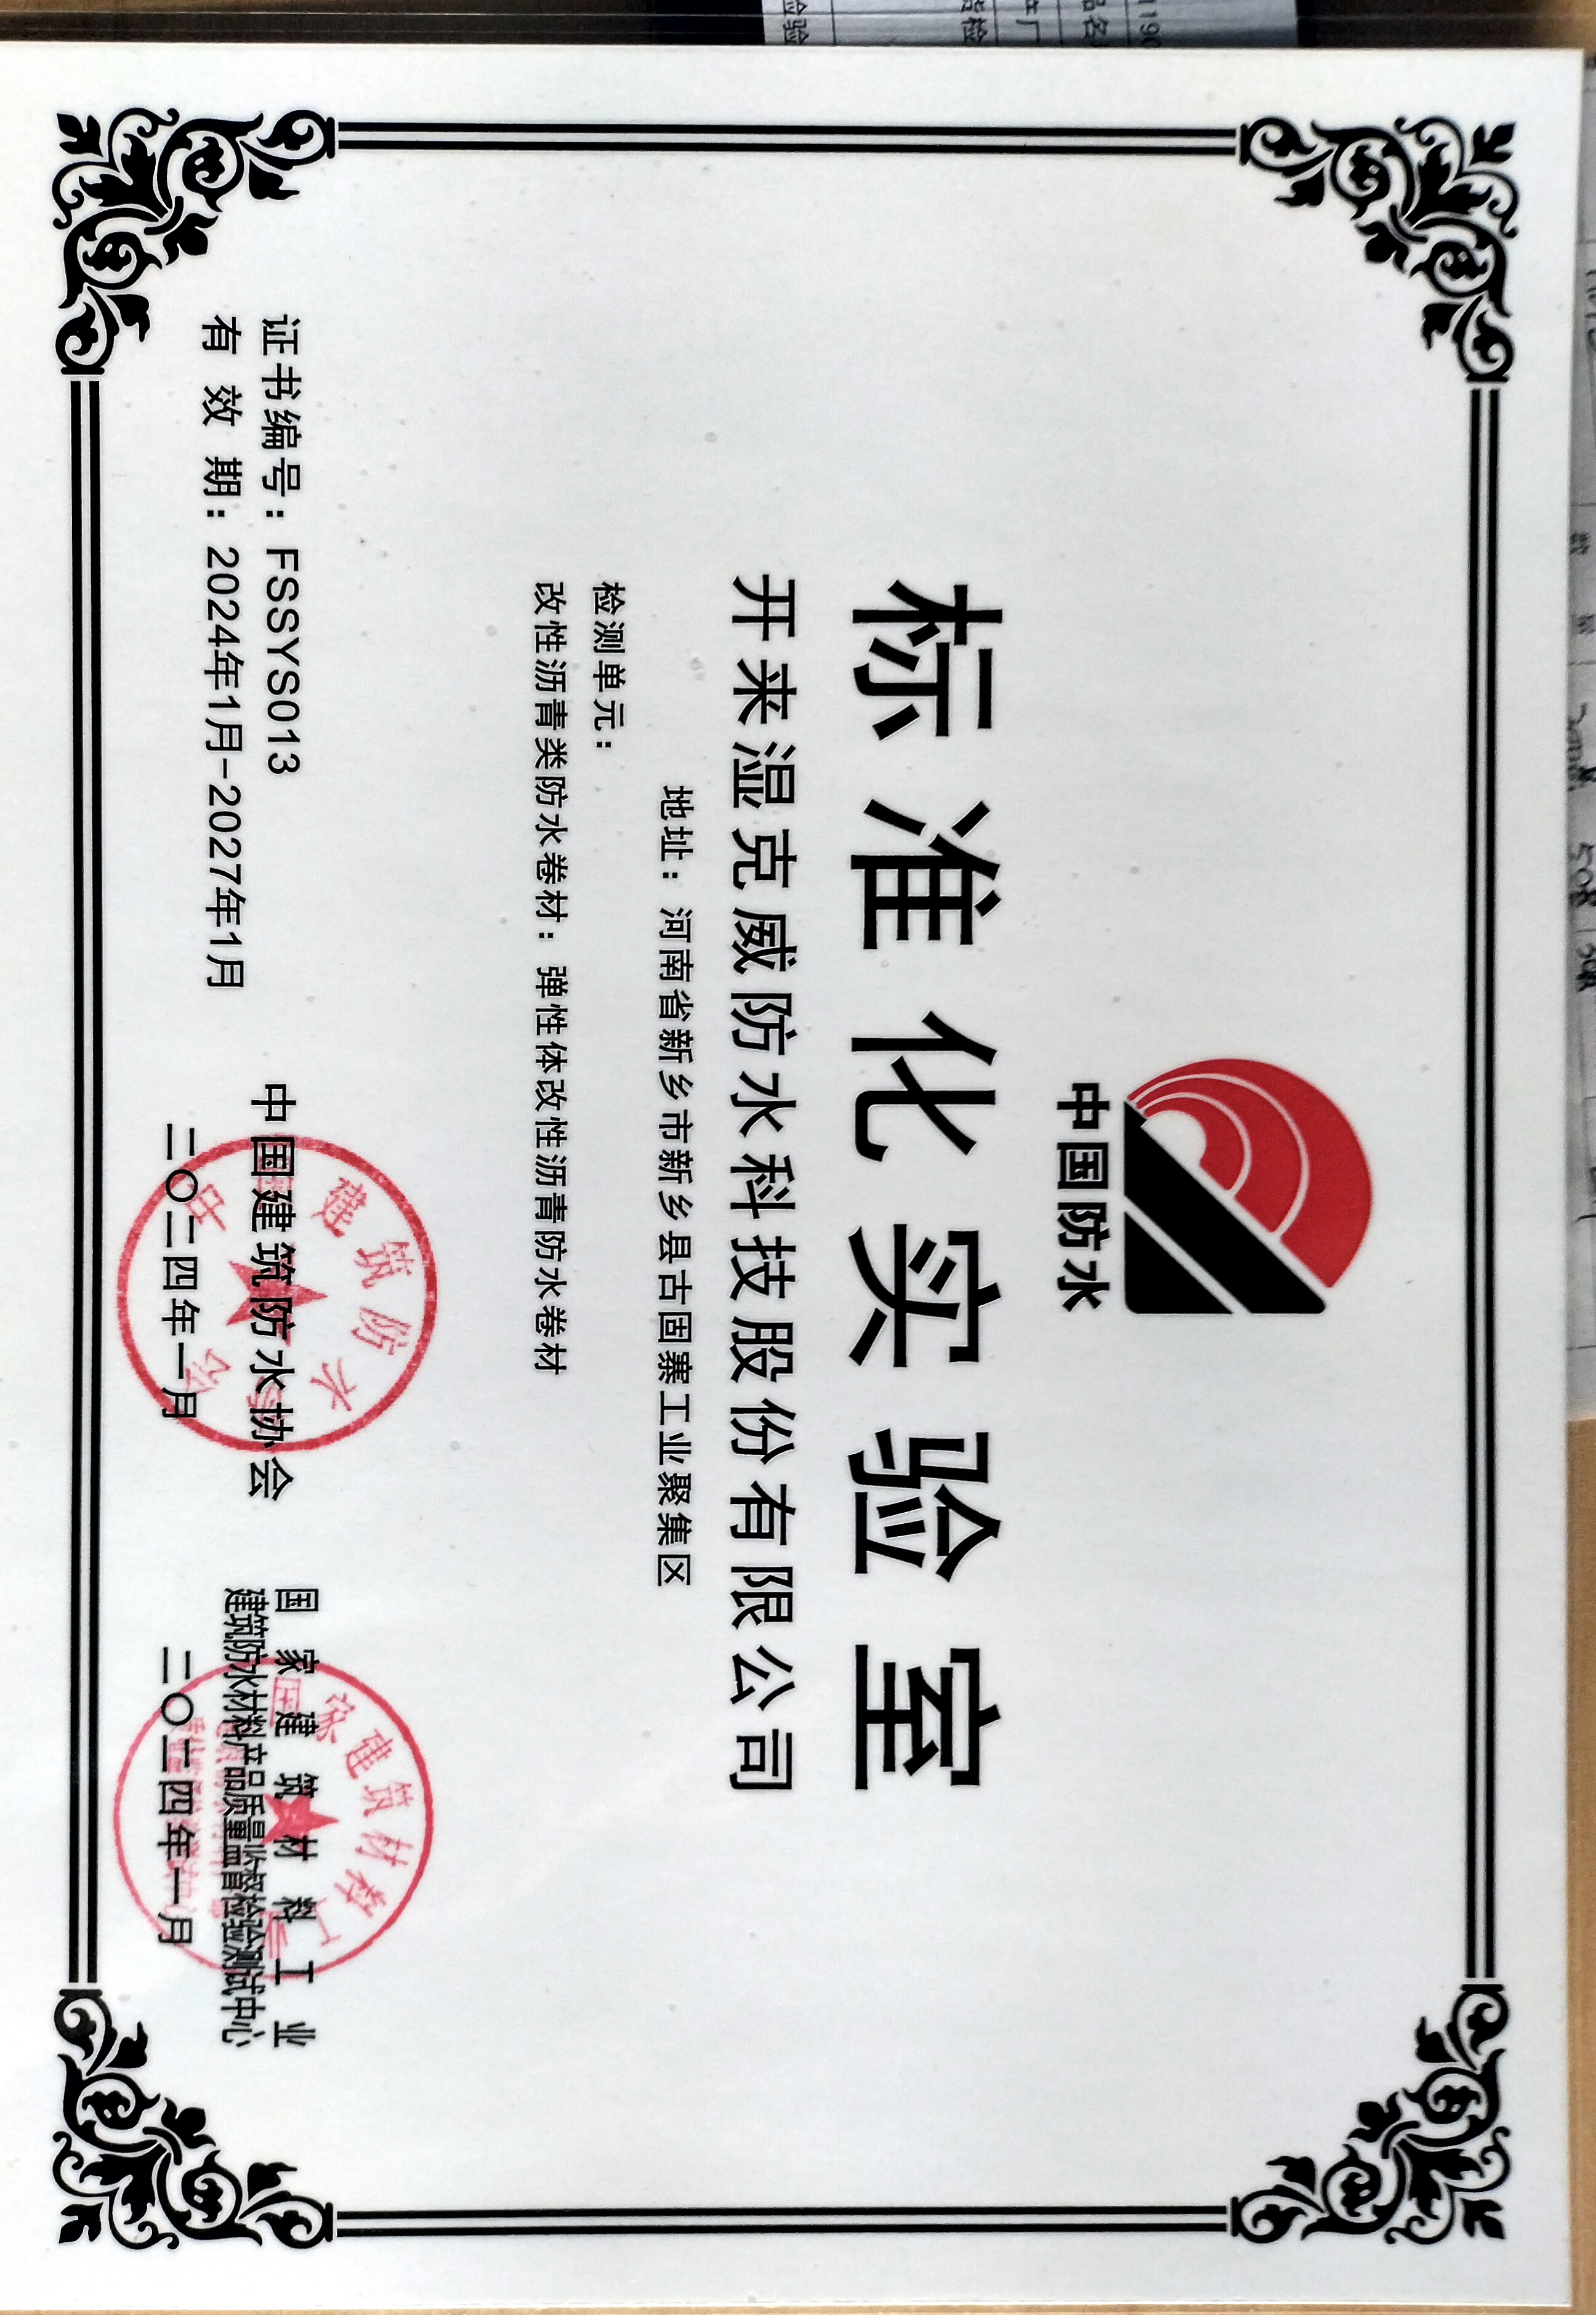 中国防水
标准化实验室
开来湿克威防水科技股份有限公司
地址：河南省新乡市新乡县古固寨工业聚集区
检测单元：
改性沥青类防水卷材：弹性体改性沥青防水卷材
证书编号：FSSYS013
有效期：2024年1月-2027年1月
中国建筑防水协会
二〇二四年一月
国家建筑材料工业
建筑防水材料产品质量监督检验测试中心
二〇二四年一月